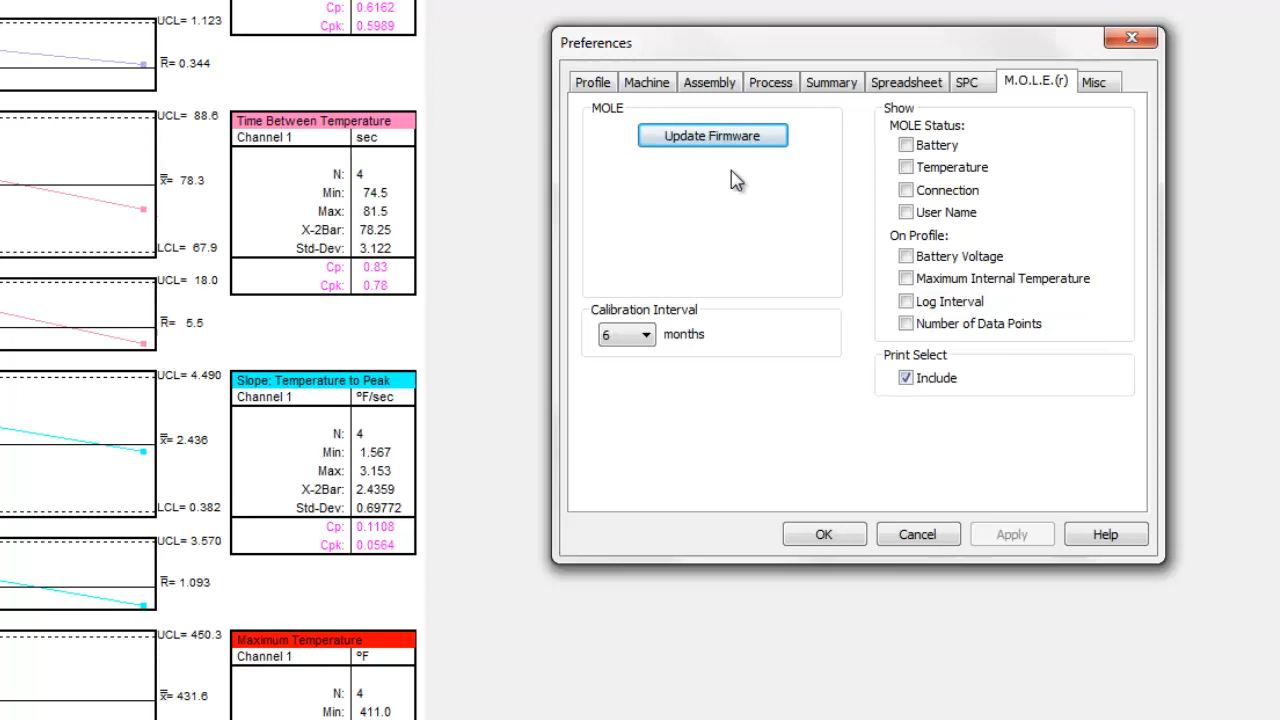 UCL= 1.123
R= 0.344
Cp: 0.6162
Cpk: 0.5989
UCL= 88.6
x= 78.3
LCL= 67.9
UCL= 18.0
R= 5.5
Time Between Temperature
Channel 1 sec
N: 4
Min: 74.5
Max: 81.5
X-2Bar: 78.25
Std-Dev: 3.122
Cp: 0.83
Cpk: 0.78
UCL= 4.490
x= 2.436
LCL= 0.382
UCL= 3.570
R= 1.093
Slope: Temperature to Peak
Channel 1 ºF/sec
N: 4
Min: 1.567
Max: 3.153
X-2Bar: 2.4359
Std-Dev: 0.69772
Cp: 0.1108
Cpk: 0.0564
UCL= 450.3
x= 431.6
Maximum Temperature
Channel 1 ºF
N: 4
Min: 411.0
Preferences
Profile Machine Assembly Process Summary Spreadsheet SPC M.O.L.E.(r) Misc
MOLE
Update Firmware
Calibration Interval
6 months
Show
MOLE Status:
Battery
Temperature
Connection
User Name
On Profile:
Battery Voltage
Maximum Internal Temperature
Log Interval
Number of Data Points
Print Select
Include
OK Cancel Apply Help